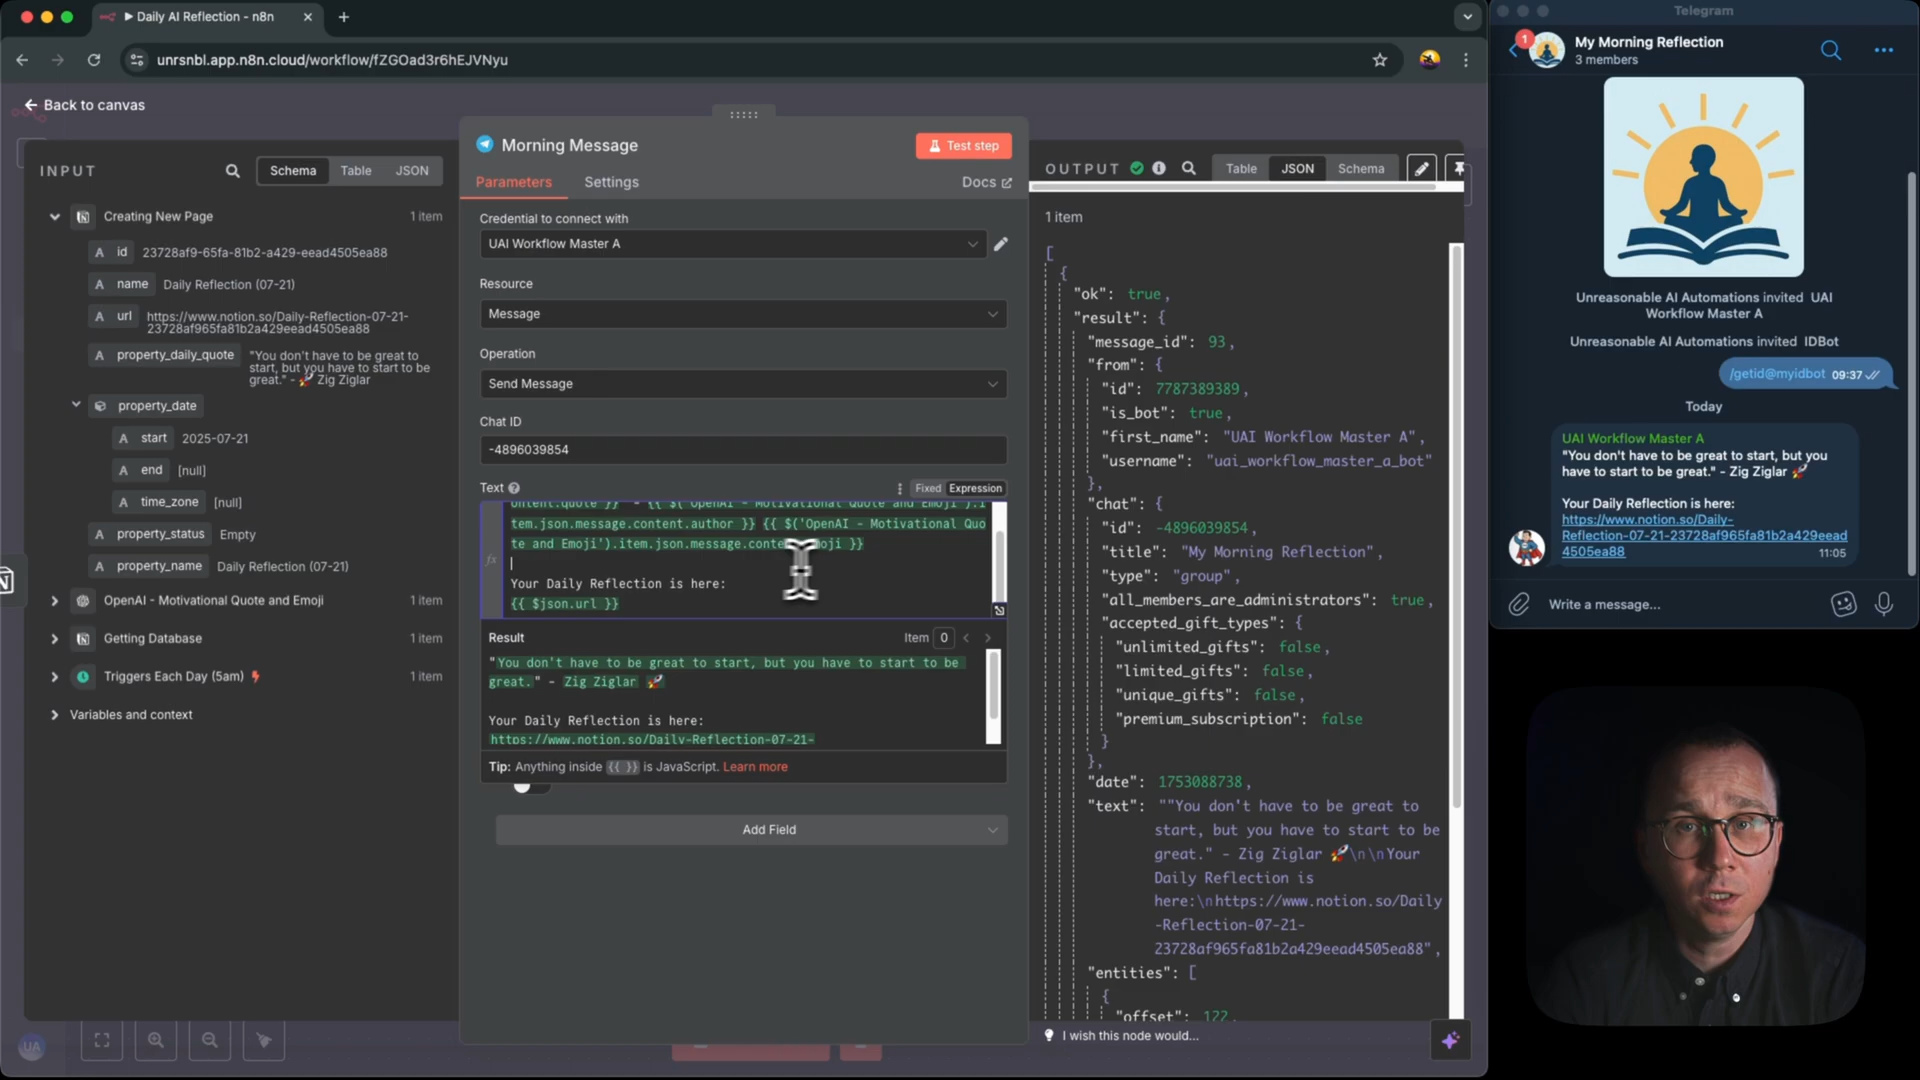 Daily AI Reflection - n8n
unrsnbl.app.n8n.cloud/workflow/fZGOad3r6hEJVNyu
Back to canvas
INPUT
Schema
Table
JSON
Creating New Page
1 item
A id 23728af9-65fa-81b2-a429-eead4505ea88
A name Daily Reflection (07-21)
A url https://www.notion.so/Daily-Reflection-07-21-
23728af965fa81b2a429eead4505ea88
A property_daily_quote "You don't have to be great to
start, but you have to start to be
great." - 🚀 Zig Ziglar
property_date
A start 2025-07-21
A end [null]
A time_zone [null]
A property_status Empty
A property_name Daily Reflection (07-21)
OpenAI - Motivational Quote and Emoji 1 item
Getting Database 1 item
Triggers Each Day (5am) 1 item
Variables and context
UA
Morning Message
Test step
Parameters
Settings
Docs
Credential to connect with
UAI Workflow Master A
Resource
Message
Operation
Send Message
Chat ID
-4896039854
Text
Fixed
Expression
fx
ontent.quote }}" - {{ $('OpenAI - Motivational Quote and Emoji').i
tem.json.message.content.author }} {{ $('OpenAI - Motivational Quo
te and Emoji').item.json.message.conte oji }}
Your Daily Reflection is here:
{{ $json.url }}
Result
Item 0
"You don't have to be great to start, but you have to start to be
great." - Zig Ziglar 🚀
Your Daily Reflection is here:
https://www.notion.so/Daily-Reflection-07-21-
Tip: Anything inside {{ }} is JavaScript. Learn more
Add Field
OUTPUT
Table
JSON
Schema
1 item
[
{
"ok": true,
"result": {
"message_id": 93,
"from": {
"id": 7787389389,
"is_bot": true,
"first_name": "UAI Workflow Master A",
"username": "uai_workflow_master_a_bot"
},
"chat": {
"id": -4896039854,
"title": "My Morning Reflection",
"type": "group",
"all_members_are_administrators": true,
"accepted_gift_types": {
"unlimited_gifts": false,
"limited_gifts": false,
"unique_gifts": false,
"premium_subscription": false
}
},
"date": 1753088738,
"text": ""You don't have to be great to
start, but you have to start to be
great." - Zig Ziglar 🚀\n\nYour
Daily Reflection is
here:\nhttps://www.notion.so/Daily
-Reflection-07-21-
23728af965fa81b2a429eead4505ea88",
"entities": [
{
"offset": 122,
I wish this node would...
Telegram
1
My Morning Reflection
3 members
Unreasonable AI Automations invited UAI
Workflow Master A
Unreasonable AI Automations invited IDBot
/getid@myidbot 09:37
Today
UAI Workflow Master A
"You don't have to be great to start, but you
have to start to be great." - Zig Ziglar 🚀
Your Daily Reflection is here:
https://www.notion.so/Daily-
Reflection-07-21-23728af965fa81b2a429eead
4505ea88
11:05
Write a message...